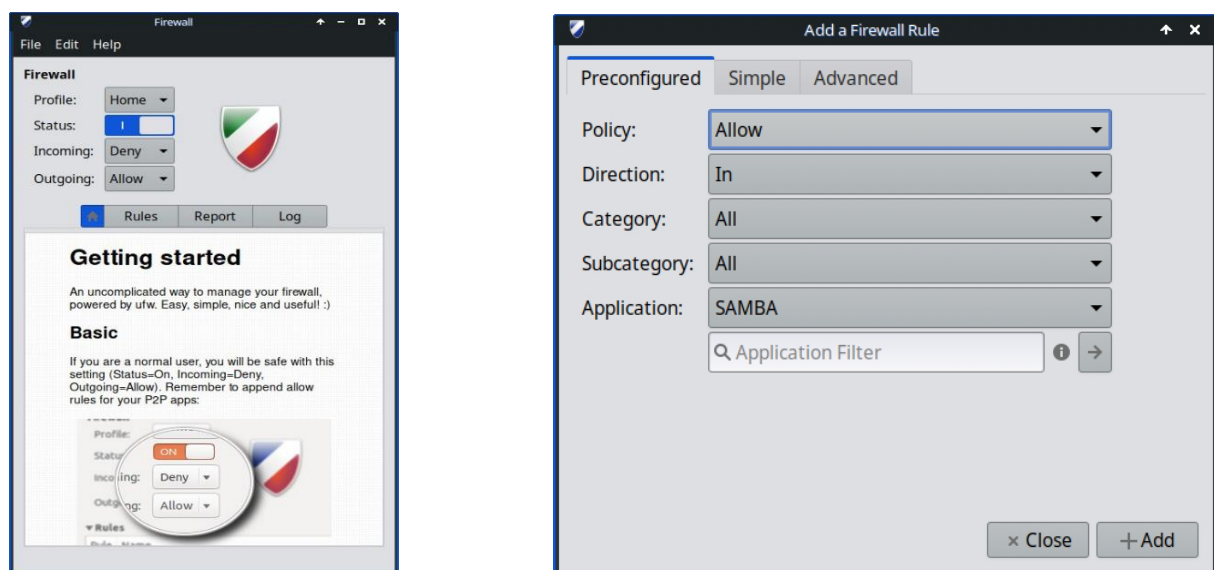 Firewall
File Edit Help
Firewall
Profile: Home
Status:
Incoming: Deny
Outgoing: Allow
Rules Report Log
Getting started
An uncomplicated way to manage your firewall,
powered by ufw. Easy, simple, nice and useful! :)
Basic
If you are a normal user, you will be safe with this
setting (Status=On, Incoming=Deny,
Outgoing=Allow). Remember to append allow
rules for your P2P apps:
Profile:
ON
ing: Deny
Allow
Rules
Add a Firewall Rule
Preconfigured Simple Advanced
Policy: Allow
Direction: In
Category: All
Subcategory: All
Application: SAMBA
Application Filter
Close Add